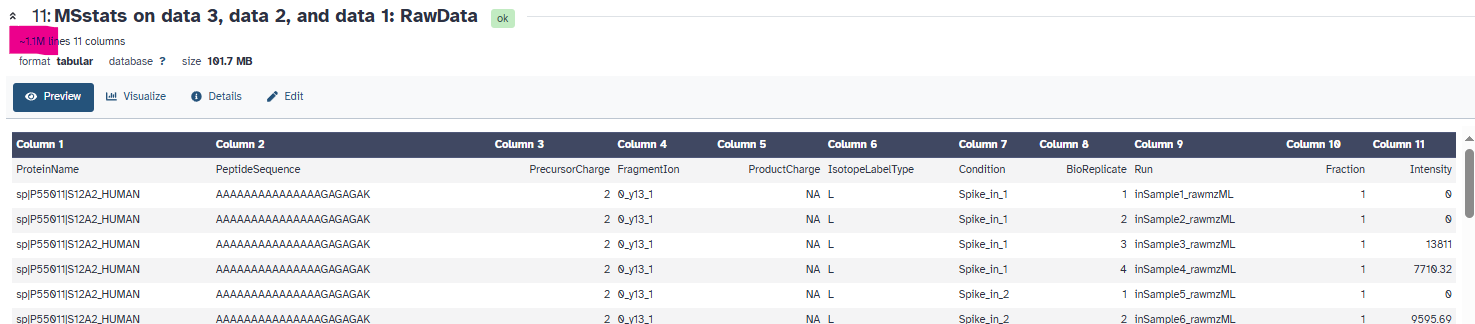 11: MSstats on data 3, data 2, and data 1: RawData ok
~1.1M lines 11 columns
format tabular database ? size 101.7 MB
Preview Visualize Details Edit
Column 1 Column 2 Column 3 Column 4 Column 5 Column 6 Column 7 Column 8 Column 9 Column 10 Column 11
ProteinName PeptideSequence PrecursorCharge FragmentIon ProductCharge IsotopeLabelType Condition BioReplicate Run Fraction Intensity
sp|P55011|S12A2_HUMAN AAAAAAAAAAAAAAAGAGAGAK 2 0_y13_1 NA L Spike_in_1 1 inSample1_rawmzML 1 0
sp|P55011|S12A2_HUMAN AAAAAAAAAAAAAAAGAGAGAK 2 0_y13_1 NA L Spike_in_1 2 inSample2_rawmzML 1 0
sp|P55011|S12A2_HUMAN AAAAAAAAAAAAAAAGAGAGAK 2 0_y13_1 NA L Spike_in_1 3 inSample3_rawmzML 1 13811
sp|P55011|S12A2_HUMAN AAAAAAAAAAAAAAAGAGAGAK 2 0_y13_1 NA L Spike_in_1 4 inSample4_rawmzML 1 7710.32
sp|P55011|S12A2_HUMAN AAAAAAAAAAAAAAAGAGAGAK 2 0_y13_1 NA L Spike_in_2 1 inSample5_rawmzML 1 0
sp|P55011|S12A2_HUMAN AAAAAAAAAAAAAAAGAGAGAK 2 0_y13_1 NA L Spike_in_2 2 inSample6_rawmzML 1 9595.69